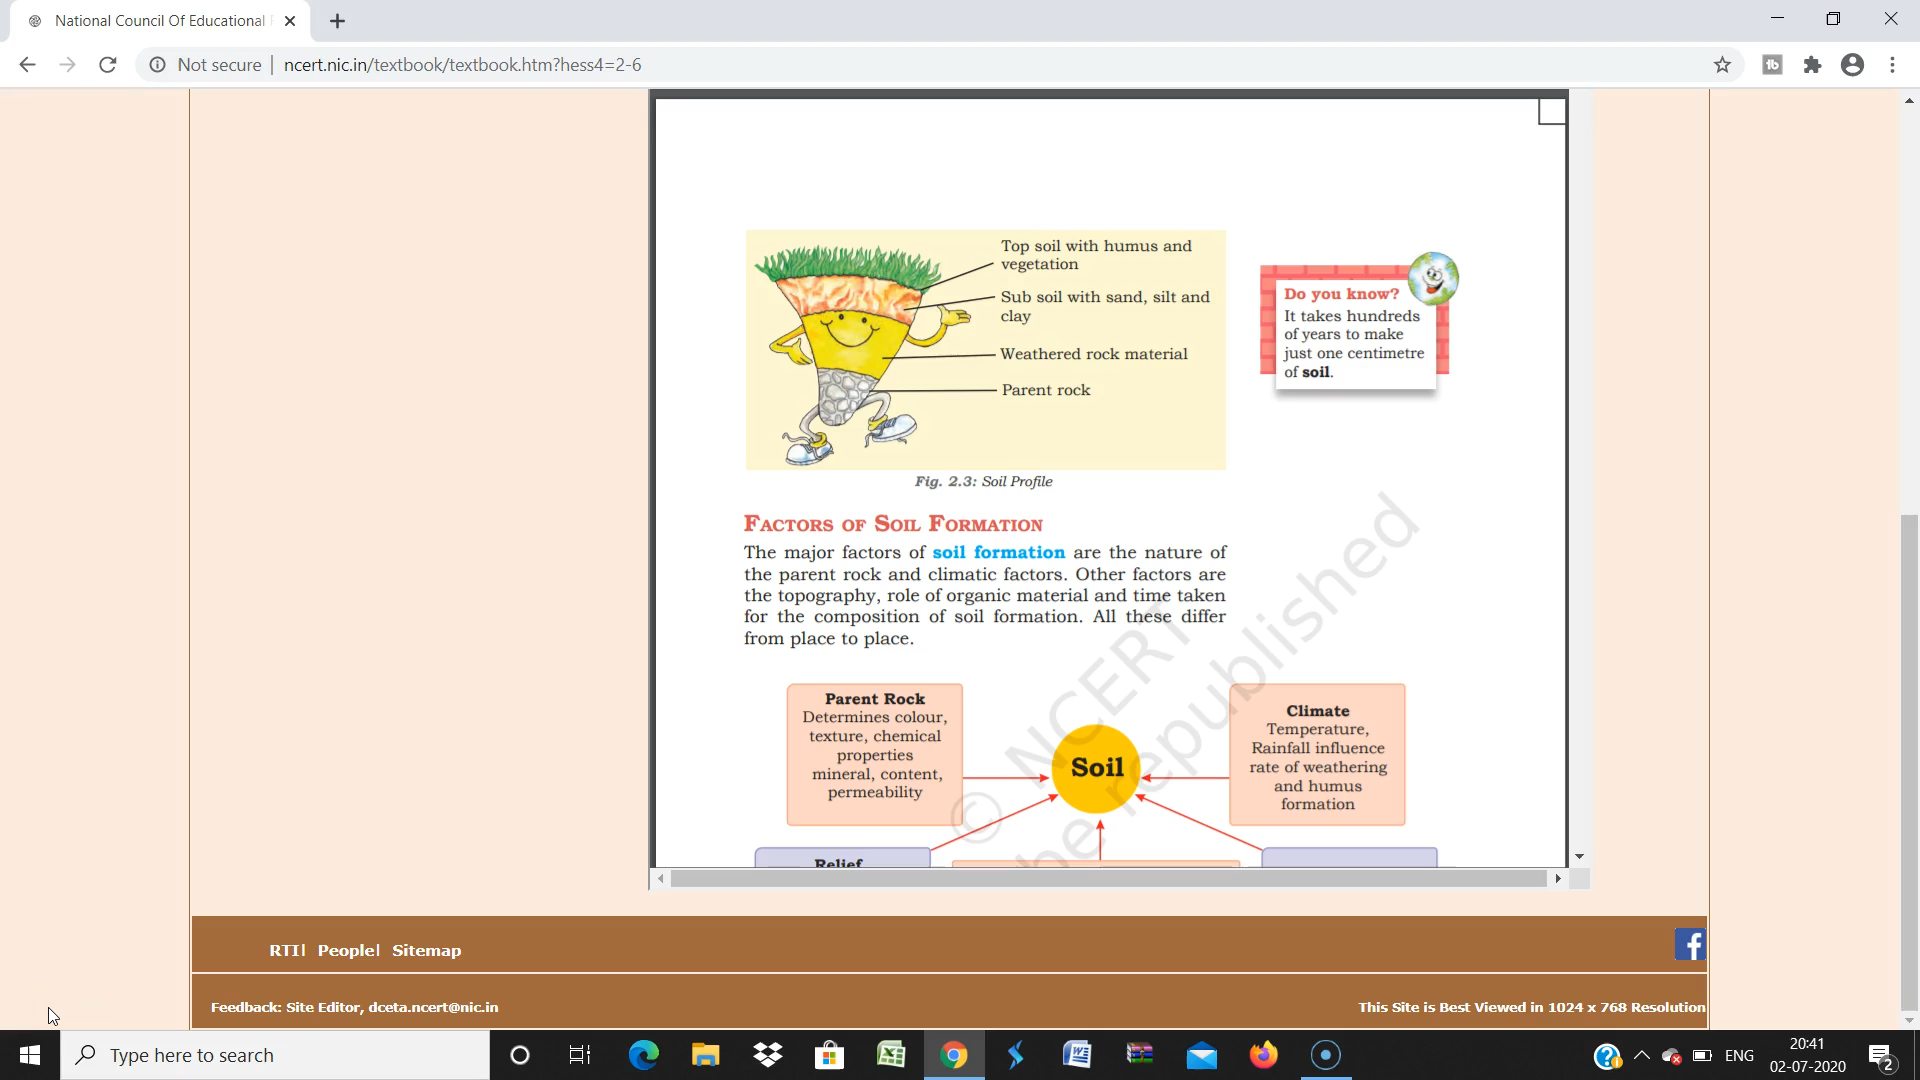 National Council Of Educational
Not secure
ncert.nic.in/textbook/textbook.htm?hess4=2-6
Top soil with humus and
vegetation
Sub soil with sand, silt and
clay
Weathered rock material
Parent rock
Fig. 2.3: Soil Profile
Do you know?
It takes hundreds
of years to make
just one centimetre
of soil.
FACTORS OF SOIL FORMATION
The major factors of soil formation are the nature of
the parent rock and climatic factors. Other factors are
the topography, role of organic material and time taken
for the composition of soil formation. All these differ
from place to place.
Parent Rock
Determines colour,
texture, chemical
properties
mineral, content,
permeability
Soil
Climate
Temperature,
Rainfall influence
rate of weathering
and humus
formation
Relief
© NCERT
be republished
RTI| People| Sitemap
Feedback: Site Editor, dceta.ncert@nic.in
This Site is Best Viewed in 1024 x 768 Resolution
Type here to search
ENG
20:41
02-07-2020
2